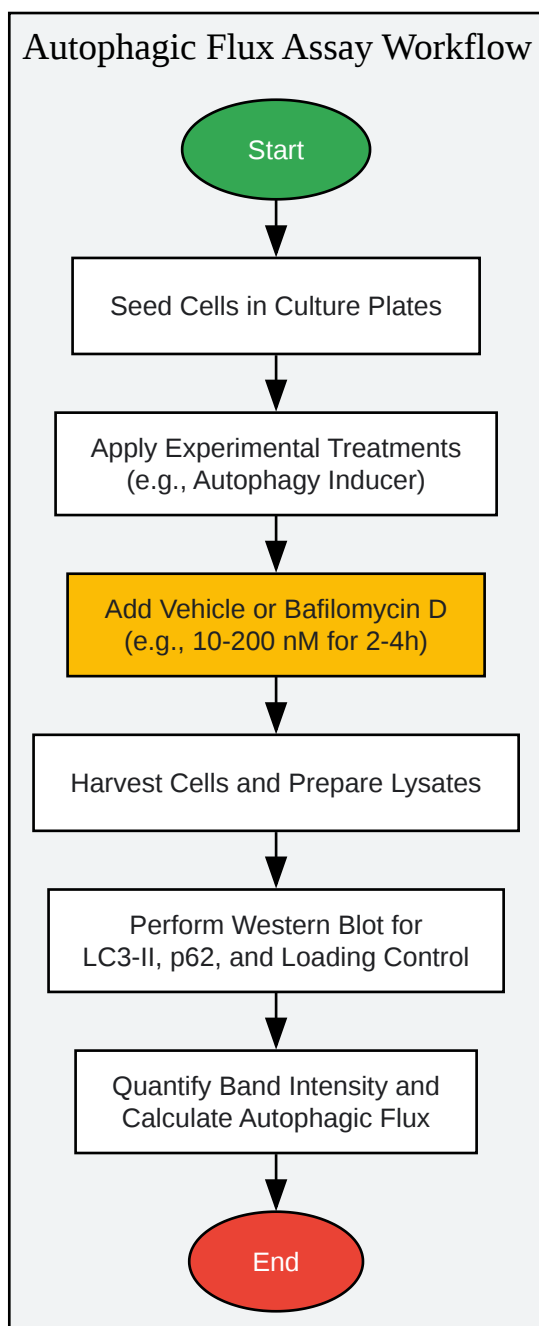 Autophagic Flux Assay Workflow
Start
Seed Cells in Culture Plates
Apply Experimental Treatments
(e.g., Autophagy Inducer)
Add Vehicle or Bafilomycin D
(e.g., 10-200 nM for 2-4h)
Harvest Cells and Prepare Lysates
Perform Western Blot for
LC3-II, p62, and Loading Control
Quantify Band Intensity and
Calculate Autophagic Flux
End